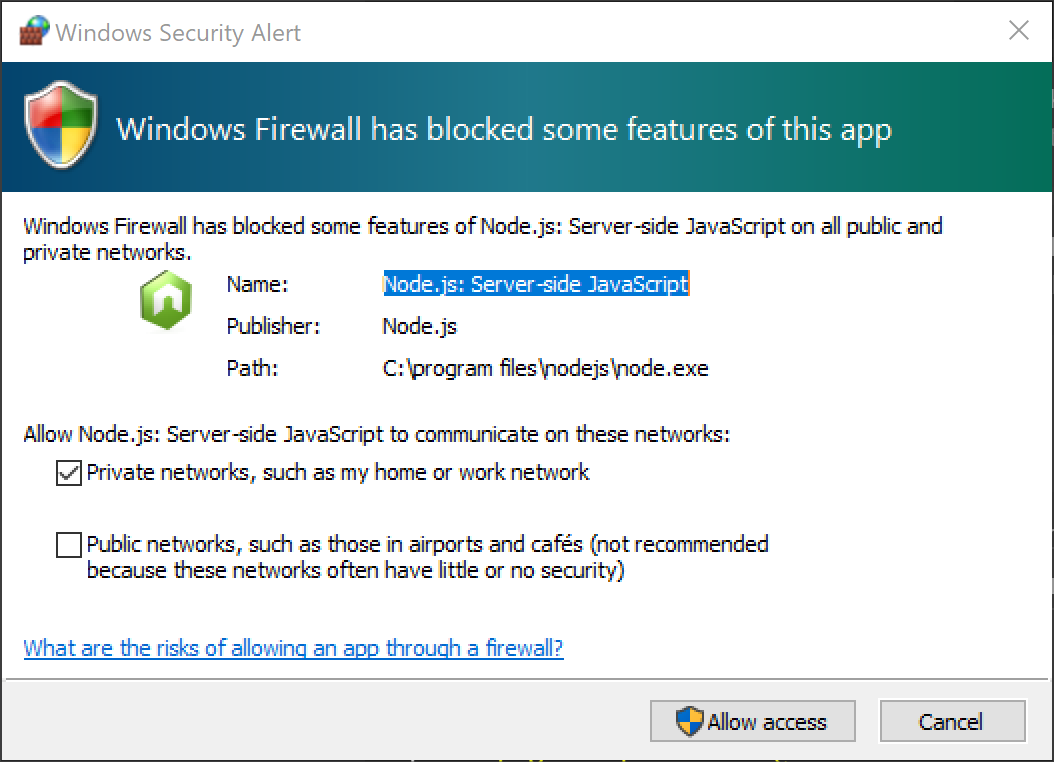 Windows Security Alert
Windows Firewall has blocked some features of this app
Windows Firewall has blocked some features of Node.js: Server-side JavaScript on all public and
private networks.
Name: Node.js: Server-side JavaScript
Publisher: Node.js
Path: C:\program files\nodejs\node.exe
Allow Node.js: Server-side JavaScript to communicate on these networks:
Private networks, such as my home or work network
Public networks, such as those in airports and cafés (not recommended
because these networks often have little or no security)
What are the risks of allowing an app through a firewall?
Allow access Cancel